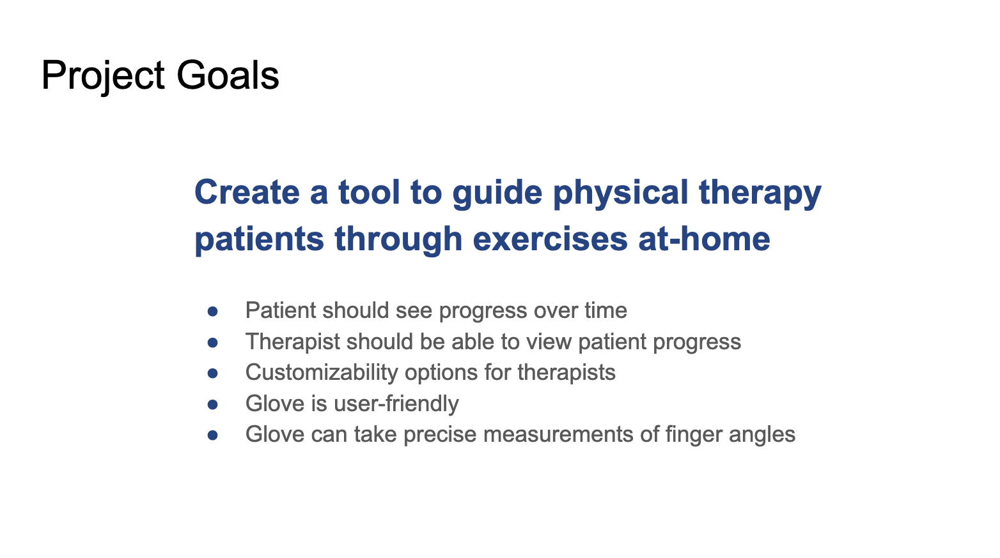 Project Goals
Create a tool to guide physical therapy
patients through exercises at-home
● Patient should see progress over time
● Therapist should be able to view patient progress
● Customizability options for therapists
● Glove is user-friendly
● Glove can take precise measurements of finger angles